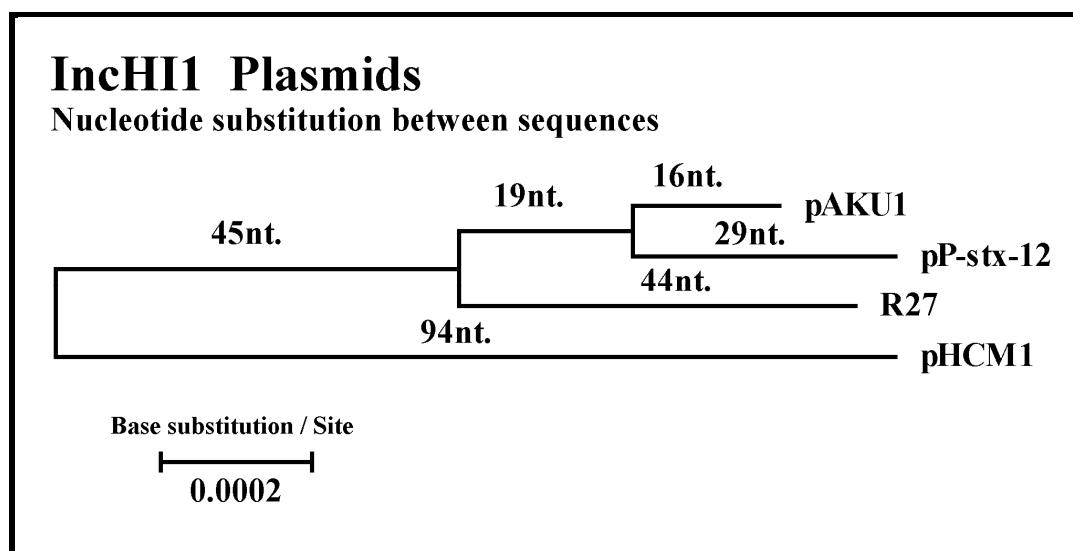 IncHI1 Plasmids
Nucleotide substitution between sequences
16nt.
19nt.
pAKU1
45nt.
29nt.
pP-stx-12
44nt.
R27
94nt.
pHCM1
Base substitution / Site
0.0002